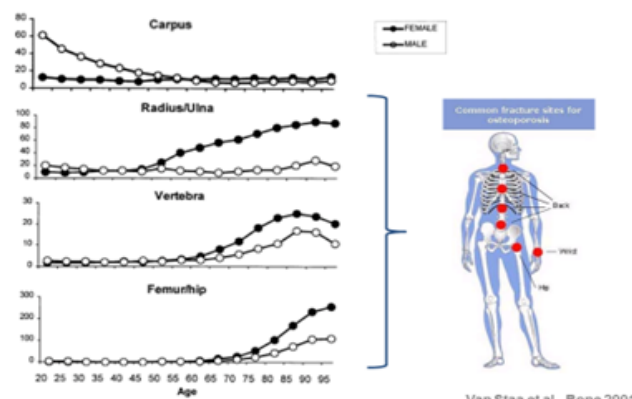 Carpus
80
60
40
20
0
FEMALE
MALE
Radius/Ulna
100
80
60
40
20
0
Vertebra
30
20
10
0
Femur/hip
300
200
100
0
20 25 30 35 40 45 50 55 60 65 70 75 80 85 90 95
Age
Common fracture sites for
osteoporosis
Back
Wrist
Hip